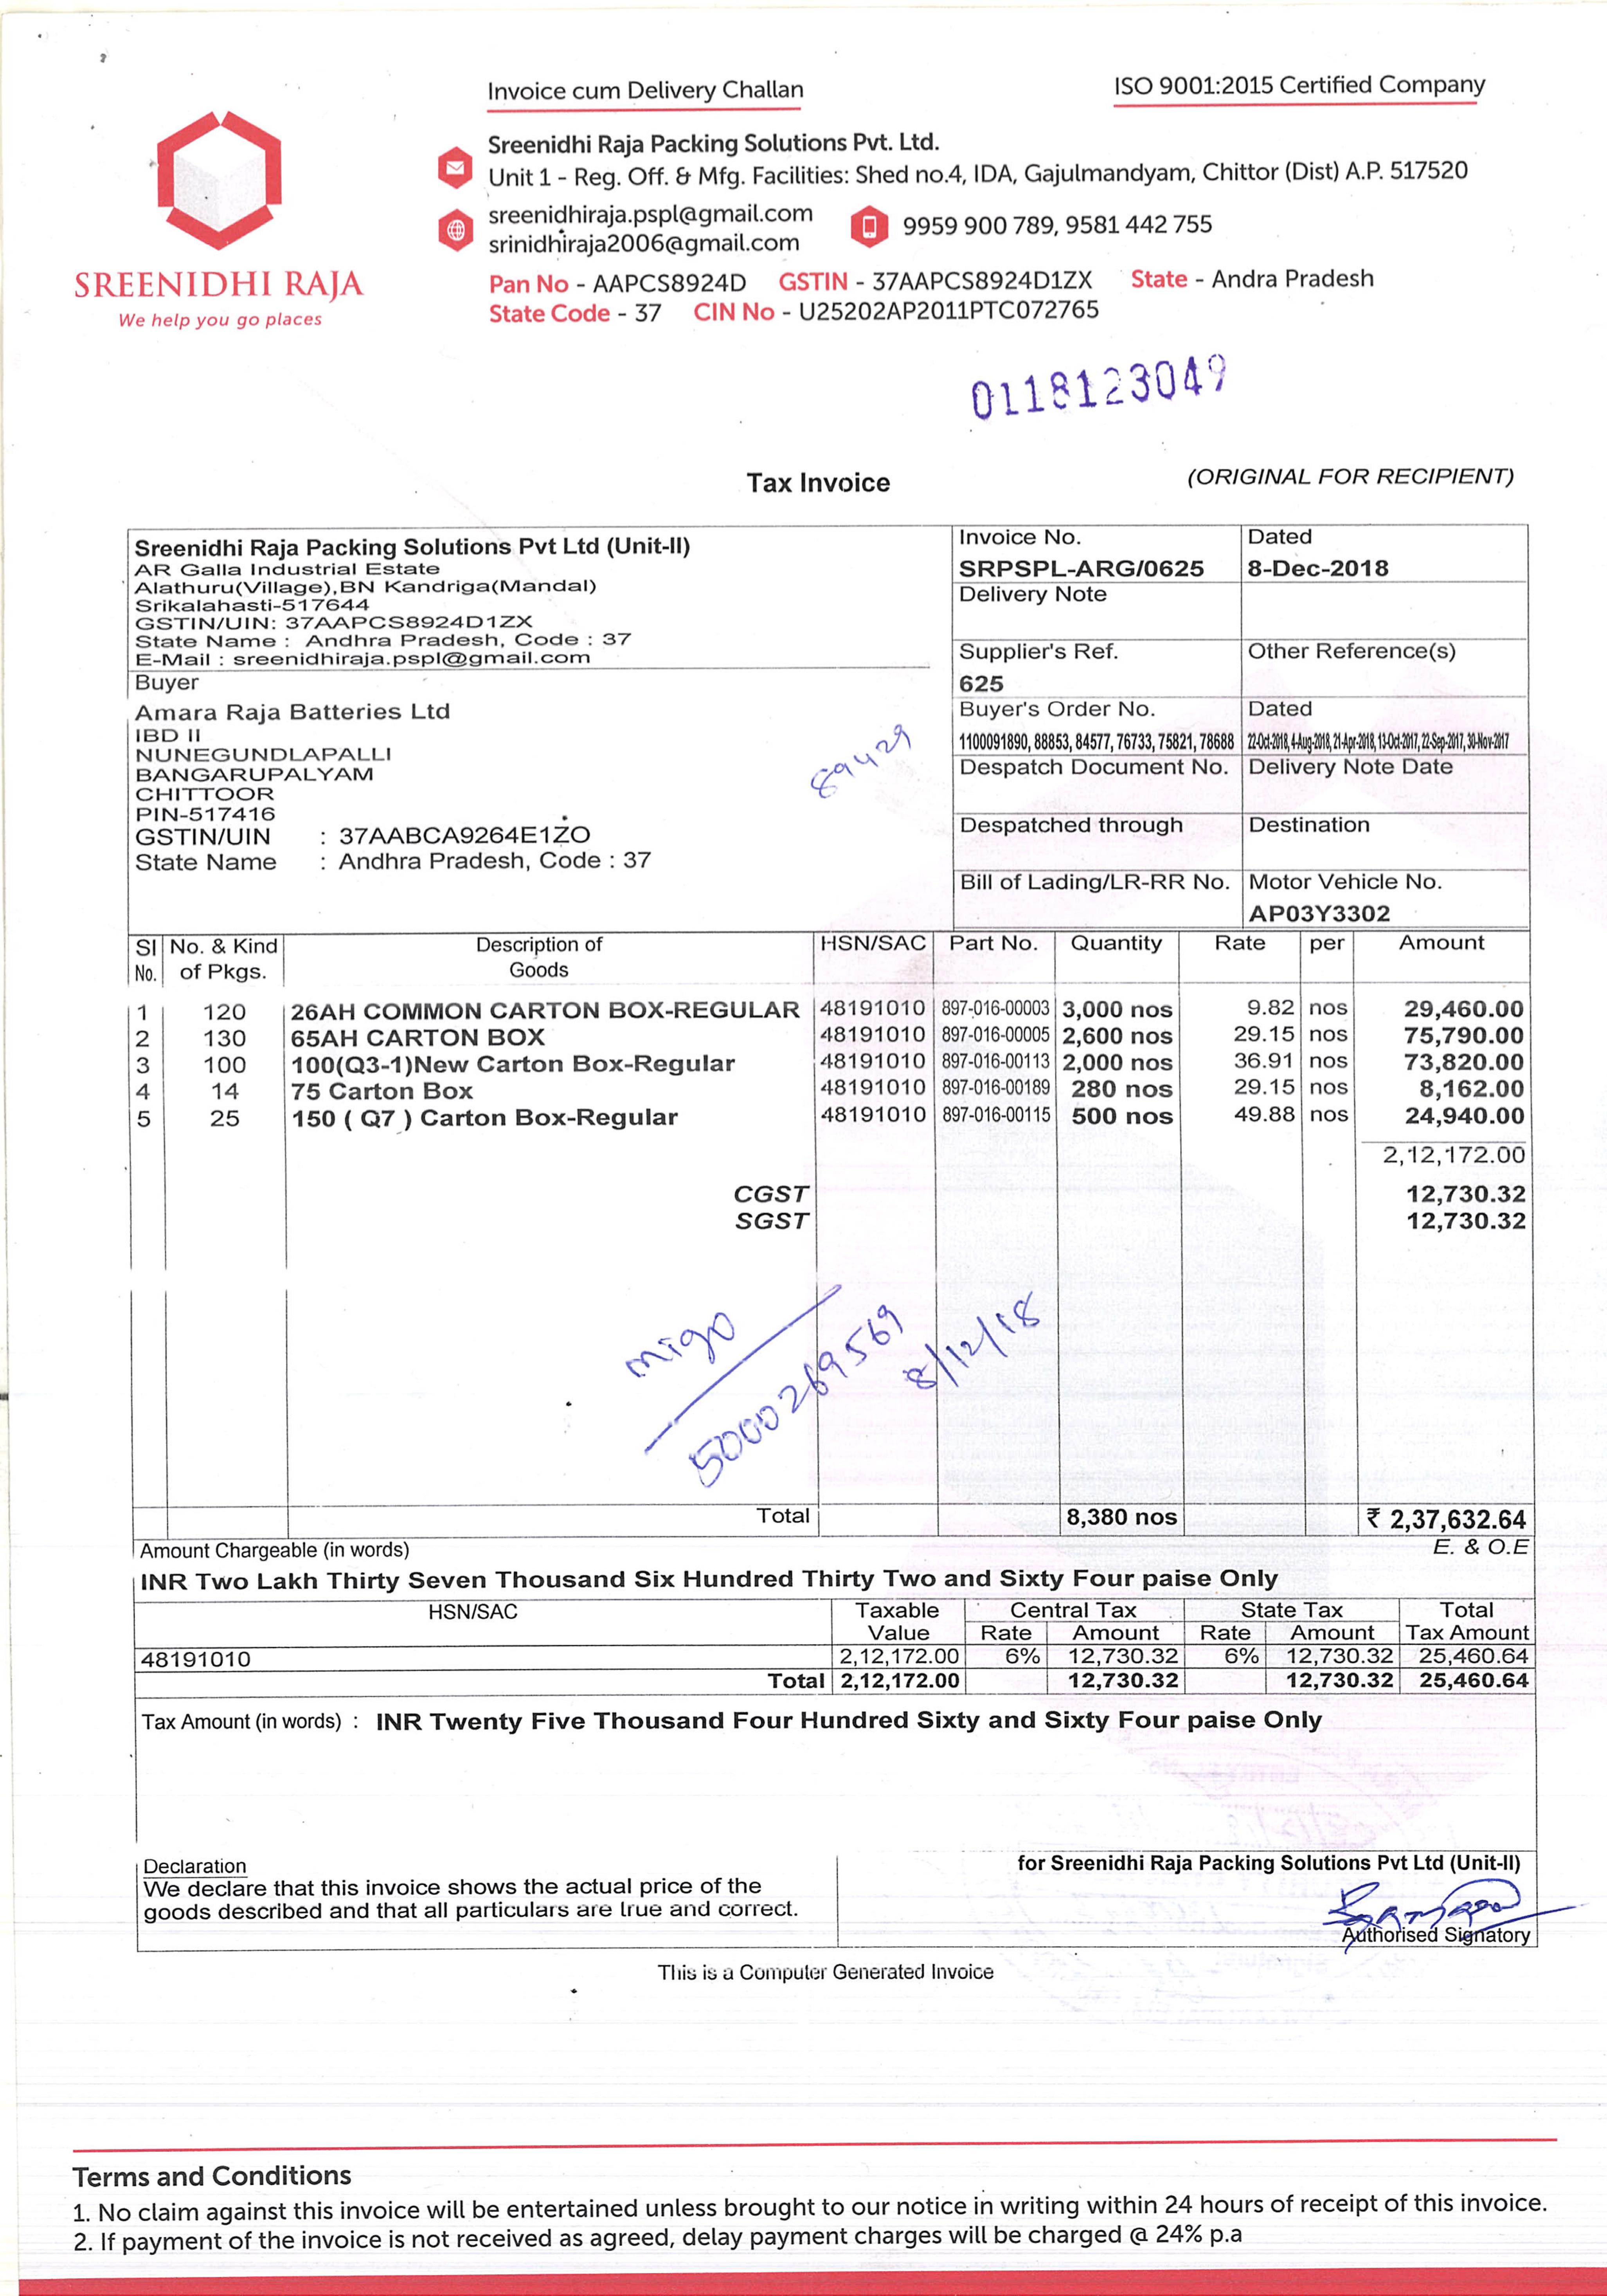 Invoice cum Delivery Challan
ISO 9001:2015 Certified Company
Sreenidhi Raja Packing Solutions Pvt. Ltd.
Unit 1 - Reg. Off. & Mfg. Facilities: Shed no.4, IDA, Gajulmandyam, Chittor (Dist) A.P. 517520
sreenidhiraja.pspl@gmail.com
srinidhiraja2006@gmail.com
9959 900 789, 9581 442 755
SREENIDHI RAJA
We help you go places
Pan No - AAPCS8924D GSTIN - 37AAPCS8924D1ZX State - Andra Pradesh
State Code - 37 CIN No - U25202AP2011PTC072765
0118123049
Tax Invoice
(ORIGINAL FOR RECIPIENT)
Sreenidhi Raja Packing Solutions Pvt Ltd (Unit-II)
AR Galla Industrial Estate
Alathuru(Village),BN Kandriga(Mandal)
Srikalahasti-517644
GSTIN/UIN: 37AAPCS8924D1ZX
State Name : Andhra Pradesh, Code : 37
E-Mail : sreenidhiraja.pspl@gmail.com
Buyer
Amara Raja Batteries Ltd
IBD II
NUNEGUNDLAPALLI
BANGARUPALYAM
CHITTOOR
PIN-517416
GSTIN/UIN : 37AABCA9264E1ZO
State Name : Andhra Pradesh, Code : 37
89429
Invoice No. Dated
SRPSPL-ARG/0625 8-Dec-2018
Delivery Note
Supplier's Ref. Other Reference(s)
625
Buyer's Order No. Dated
1100091890, 88853, 84577, 76733, 75821, 78688 22-Oct-2018, 4-Aug-2018, 21-Apr-2018, 13-Oct-2017, 22-Sep-2017, 30-Nov-2017
Despatch Document No. Delivery Note Date
Despatched through Destination
Bill of Lading/LR-RR No. Motor Vehicle No.
AP03Y3302
SI No. & Kind Description of HSN/SAC Part No. Quantity Rate per Amount
No. of Pkgs. Goods
1 120 26AH COMMON CARTON BOX-REGULAR 48191010 897-016-00003 3,000 nos 9.82 nos 29,460.00
2 130 65AH CARTON BOX 48191010 897-016-00005 2,600 nos 29.15 nos 75,790.00
3 100 100(Q3-1)New Carton Box-Regular 48191010 897-016-00113 2,000 nos 36.91 nos 73,820.00
4 14 75 Carton Box 48191010 897-016-00189 280 nos 29.15 nos 8,162.00
5 25 150 ( Q7 ) Carton Box-Regular 48191010 897-016-00115 500 nos 49.88 nos 24,940.00
2,12,172.00
CGST 12,730.32
SGST 12,730.32
migo
5000269569
8/12/18
Total 8,380 nos ₹ 2,37,632.64
Amount Chargeable (in words) E. & O.E
INR Two Lakh Thirty Seven Thousand Six Hundred Thirty Two and Sixty Four paise Only
HSN/SAC Taxable Central Tax State Tax Total
Value Rate Amount Rate Amount Tax Amount
48191010 2,12,172.00 6% 12,730.32 6% 12,730.32 25,460.64
Total 2,12,172.00 12,730.32 12,730.32 25,460.64
Tax Amount (in words) : INR Twenty Five Thousand Four Hundred Sixty and Sixty Four paise Only
Declaration
We declare that this invoice shows the actual price of the
goods described and that all particulars are true and correct.
for Sreenidhi Raja Packing Solutions Pvt Ltd (Unit-II)
Authorised Signatory
This is a Computer Generated Invoice
Terms and Conditions
1. No claim against this invoice will be entertained unless brought to our notice in writing within 24 hours of receipt of this invoice.
2. If payment of the invoice is not received as agreed, delay payment charges will be charged @ 24% p.a